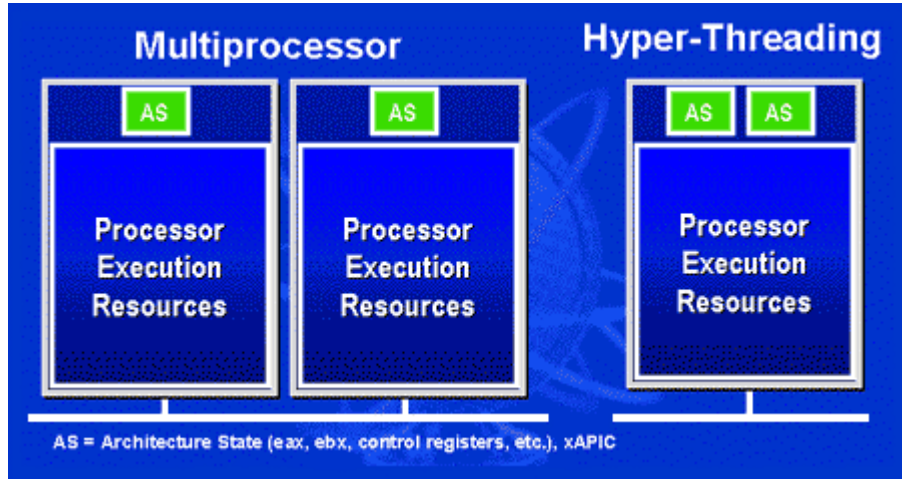 Multiprocessor
Hyper-Threading
AS
AS
AS
AS
Processor
Execution
Resources
Processor
Execution
Resources
Processor
Execution
Resources
AS = Architecture State (eax, ebx, control registers, etc.), xAPIC